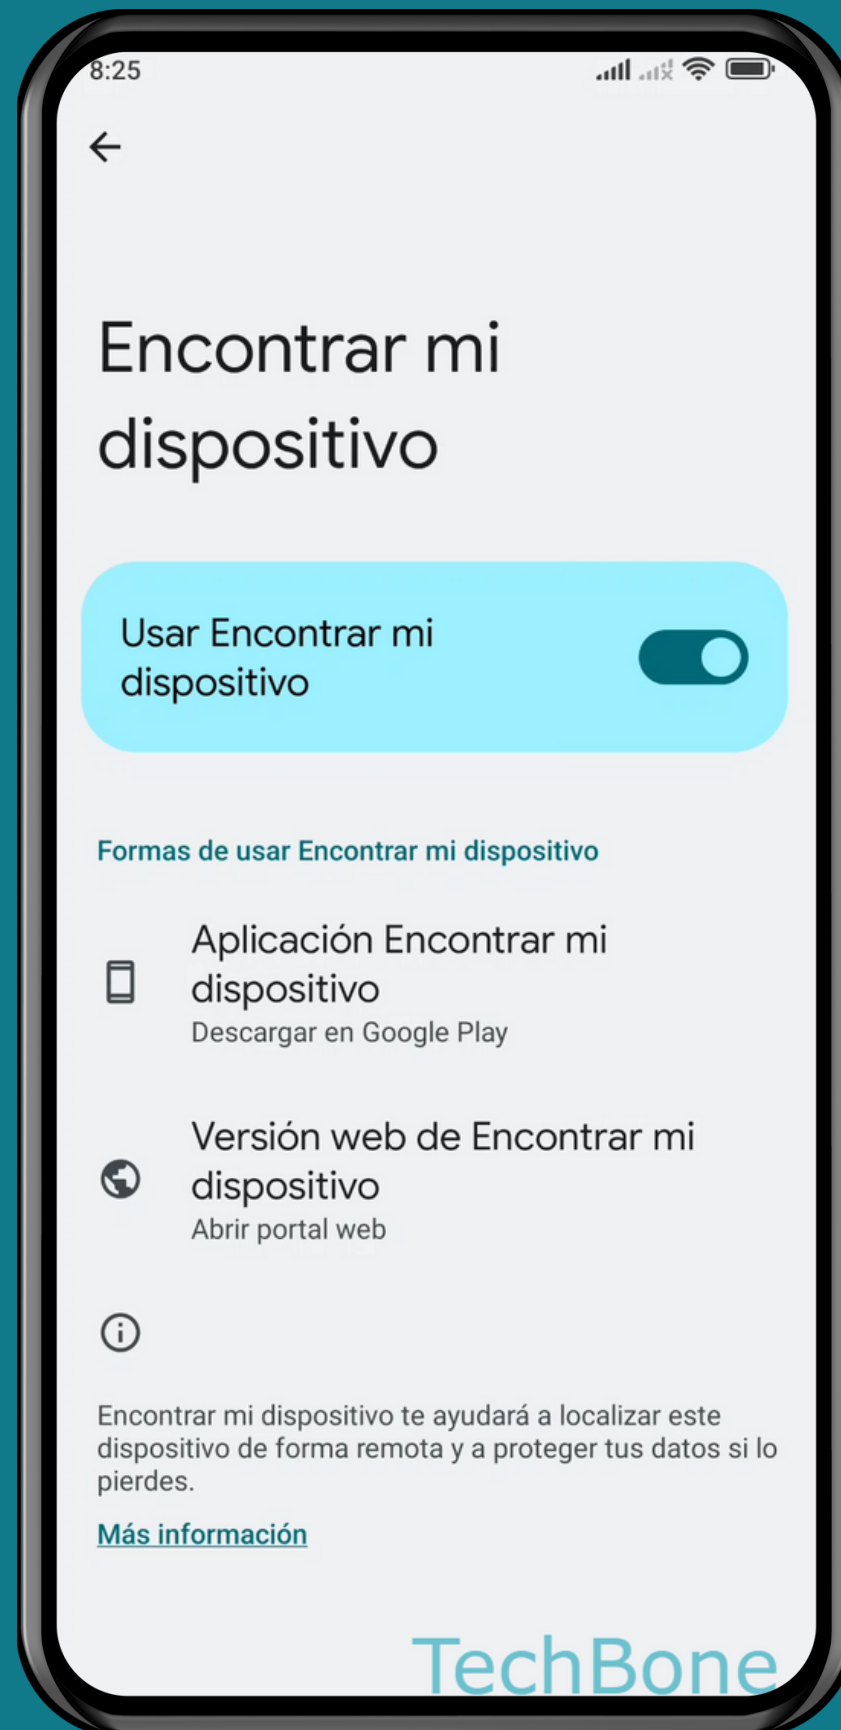 8:25
Encontrar mi
dispositivo
Usar Encontrar mi
dispositivo
Formas de usar Encontrar mi dispositivo
Aplicación Encontrar mi
dispositivo
Descargar en Google Play
Versión web de Encontrar mi
dispositivo
Abrir portal web
Encontrar mi dispositivo te ayudará a localizar este
dispositivo de forma remota y a proteger tus datos si lo
pierdes.
Más información
TechBone